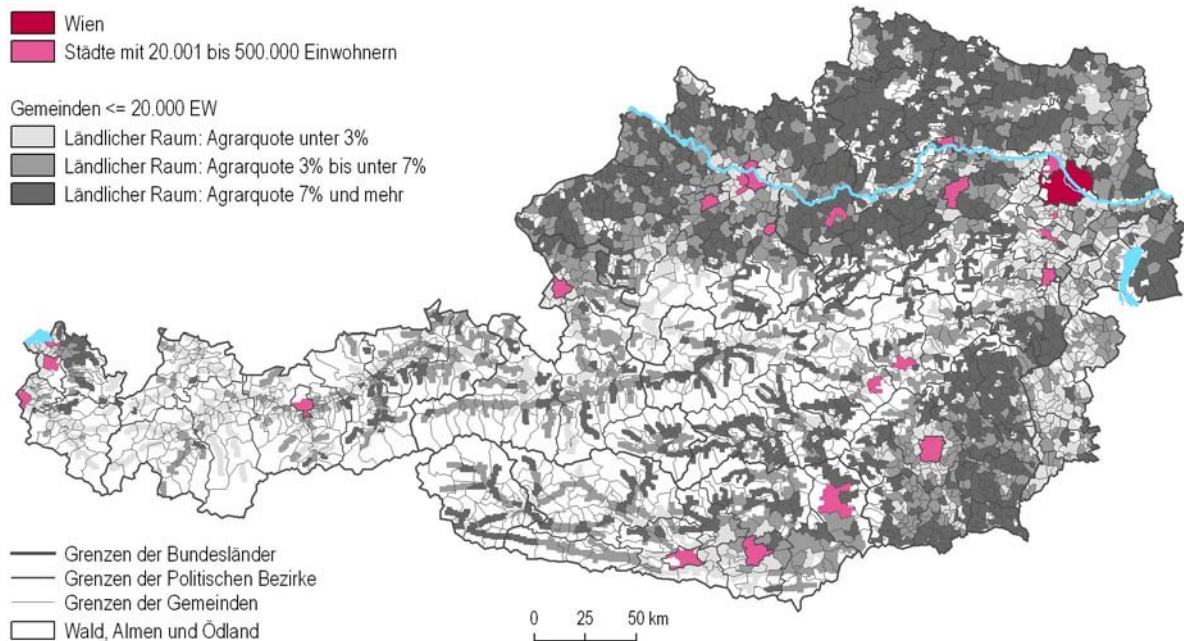 Wien
Städte mit 20.001 bis 500.000 Einwohnern
Gemeinden <= 20.000 EW
Ländlicher Raum: Agrarquote unter 3%
Ländlicher Raum: Agrarquote 3% bis unter 7%
Ländlicher Raum: Agrarquote 7% und mehr
Grenzen der Bundesländer
Grenzen der Politischen Bezirke
Grenzen der Gemeinden
Wald, Almen und Ödland
0 25 50 km